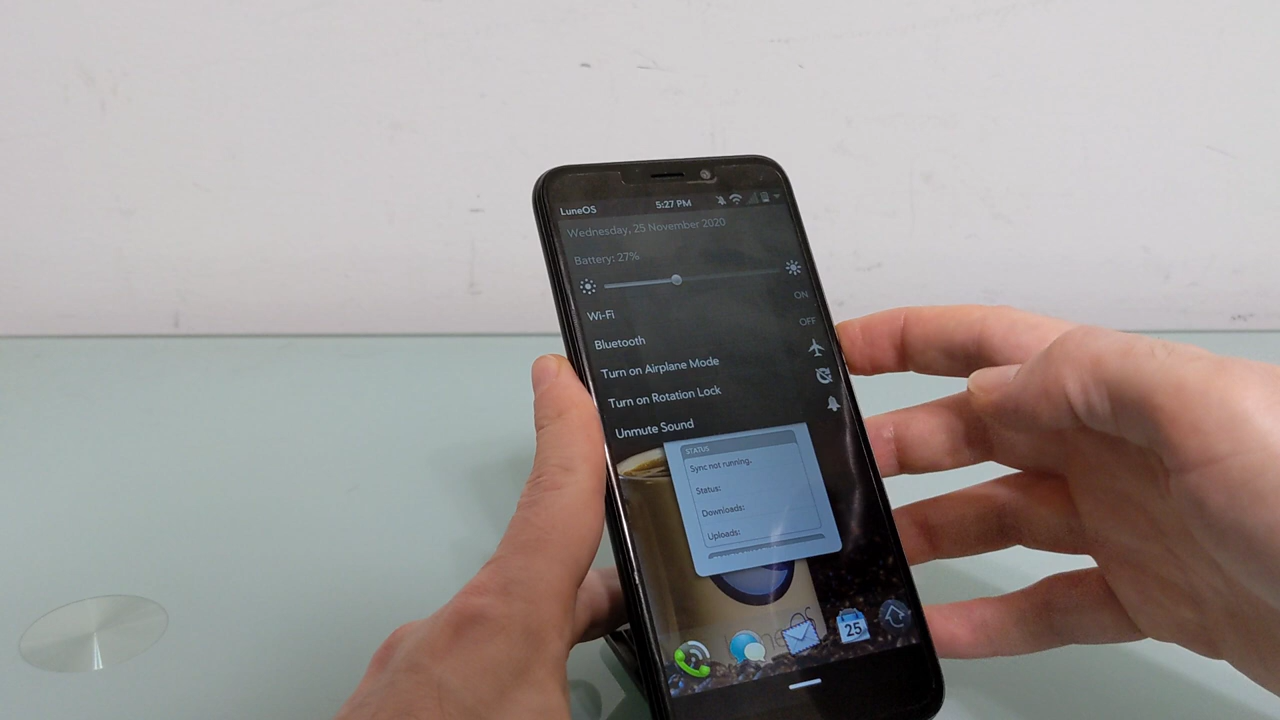 LuneOS 5:27 PM
Wednesday, 25 November 2020
Battery: 27%
Wi-Fi ON
Bluetooth OFF
Turn on Airplane Mode
Turn on Rotation Lock
Unmute Sound
STATUS
Sync not running.
Status:
Downloads:
Uploads:
25